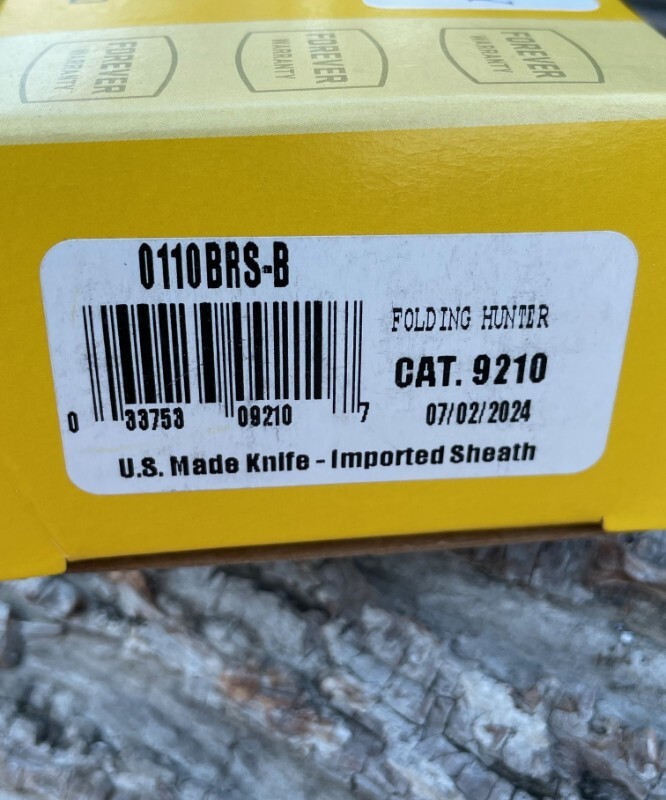 FOREVER
WARRANTY
FOREVER
WARRANTY
FOREVER
WARRANTY
0110BRS-B
FOLDING HUNTER
CAT. 9210
0 33753 09210 7
07/02/2024
U.S. Made Knife - Imported Sheath